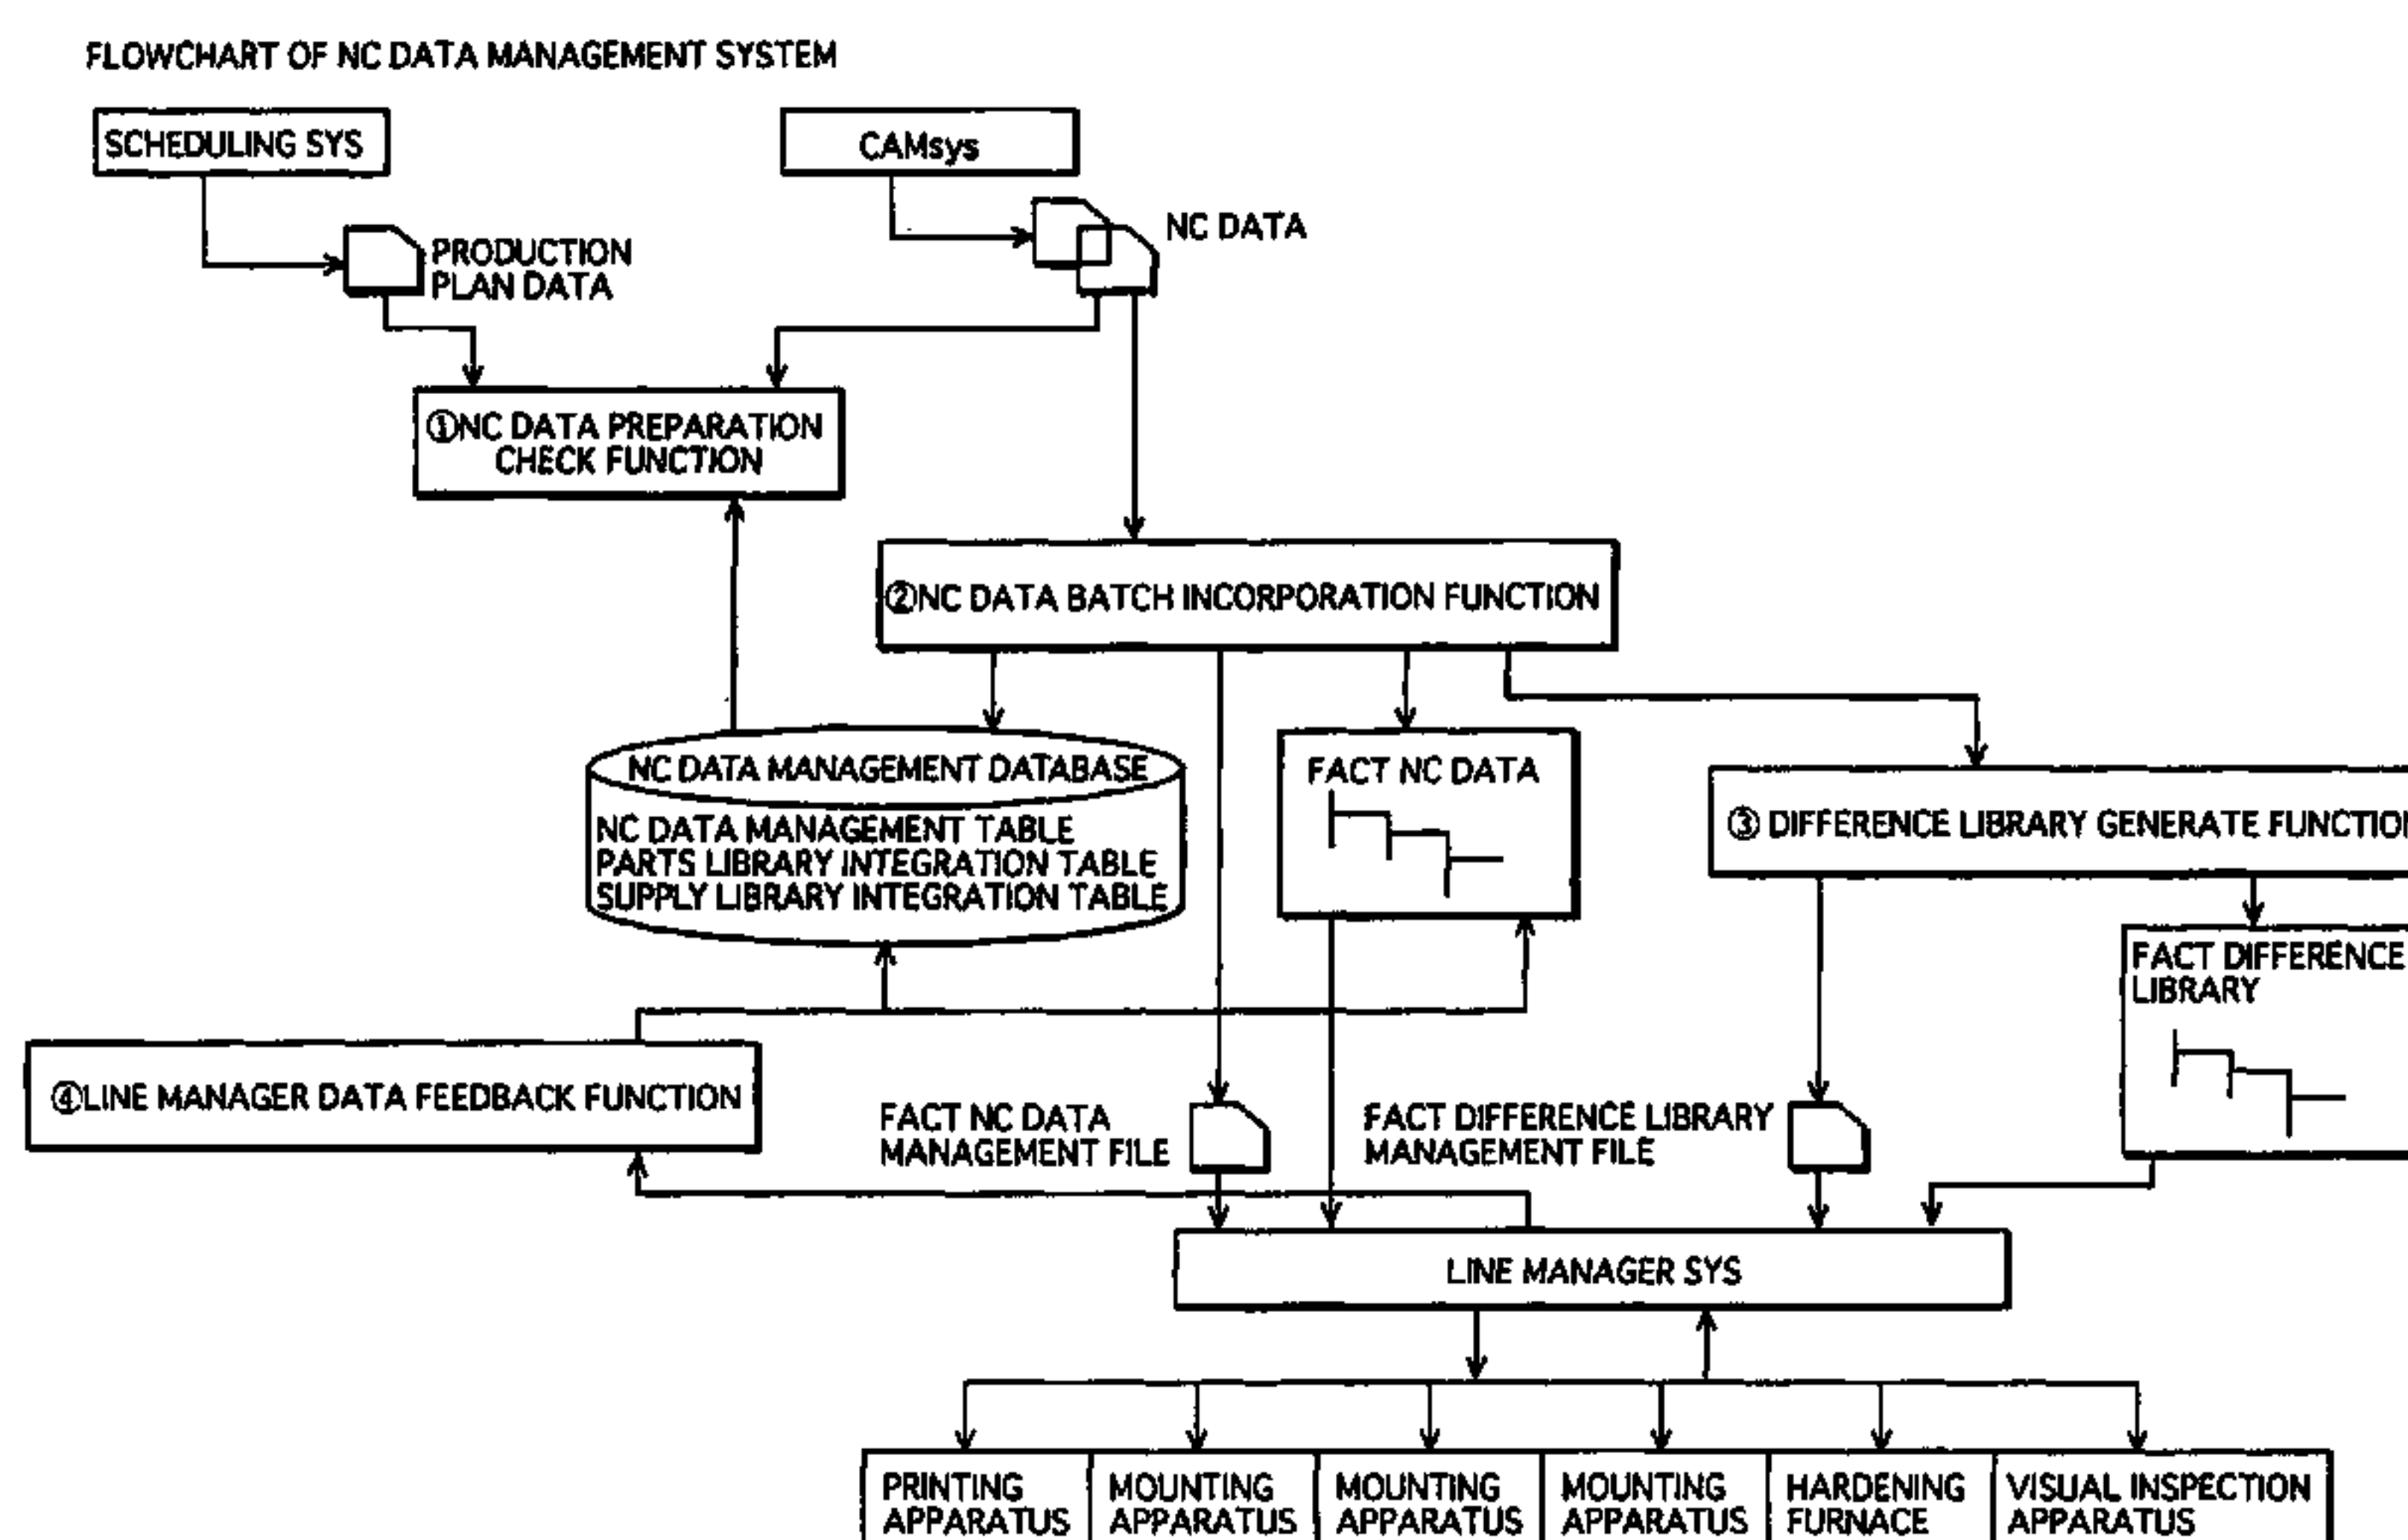 FLOWCHART OF NC DATA MANAGEMENT SYSTEM
SCHEDULING SYS
CAMsys
NC DATA
PRODUCTION
PLAN DATA
①NC DATA PREPARATION
CHECK FUNCTION
②NC DATA BATCH INCORPORATION FUNCTION
NC DATA MANAGEMENT DATABASE
NC DATA MANAGEMENT TABLE
PARTS LIBRARY INTEGRATION TABLE
SUPPLY LIBRARY INTEGRATION TABLE
FACT NC DATA
③ DIFFERENCE LIBRARY GENERATE FUNCTION
FACT DIFFERENCE
LIBRARY
④LINE MANAGER DATA FEEDBACK FUNCTION
FACT NC DATA
MANAGEMENT FILE
FACT DIFFERENCE LIBRARY
MANAGEMENT FILE
LINE MANAGER SYS
PRINTING
APPARATUS
MOUNTING
APPARATUS
MOUNTING
APPARATUS
MOUNTING
APPARATUS
HARDENING
FURNACE
VISUAL INSPECTION
APPARATUS